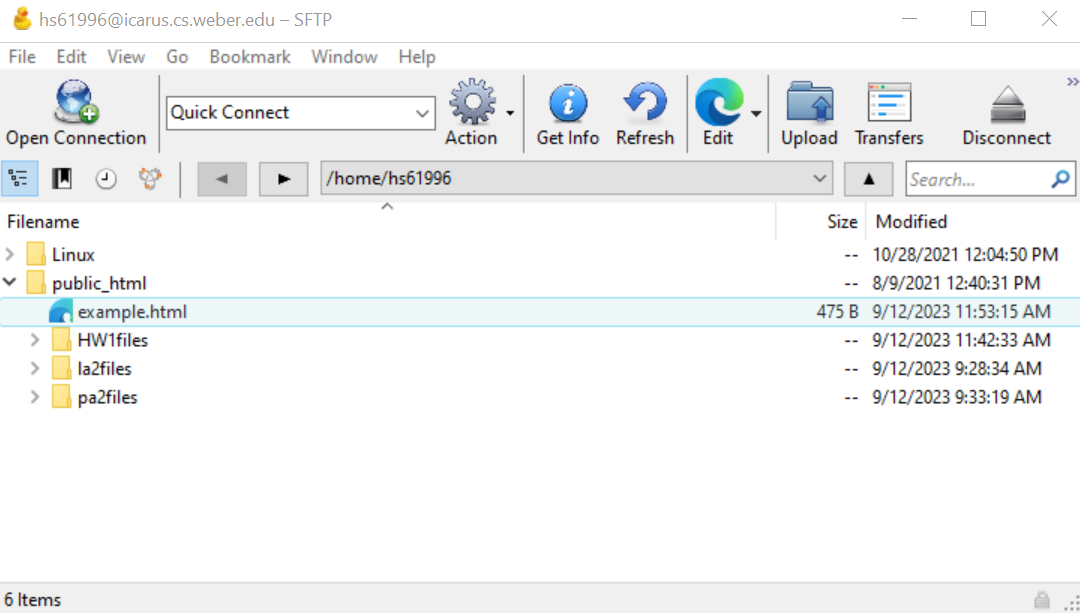 hs61996@icarus.cs.weber.edu – SFTP
File Edit View Go Bookmark Window Help
Open Connection Quick Connect Action Get Info Refresh Edit Upload Transfers Disconnect
/home/hs61996 Search...
Filename Size Modified
Linux -- 10/28/2021 12:04:50 PM
public_html -- 8/9/2021 12:40:31 PM
example.html 475 B 9/12/2023 11:53:15 AM
HW1files -- 9/12/2023 11:42:33 AM
la2files -- 9/12/2023 9:28:34 AM
pa2files -- 9/12/2023 9:33:19 AM
6 Items